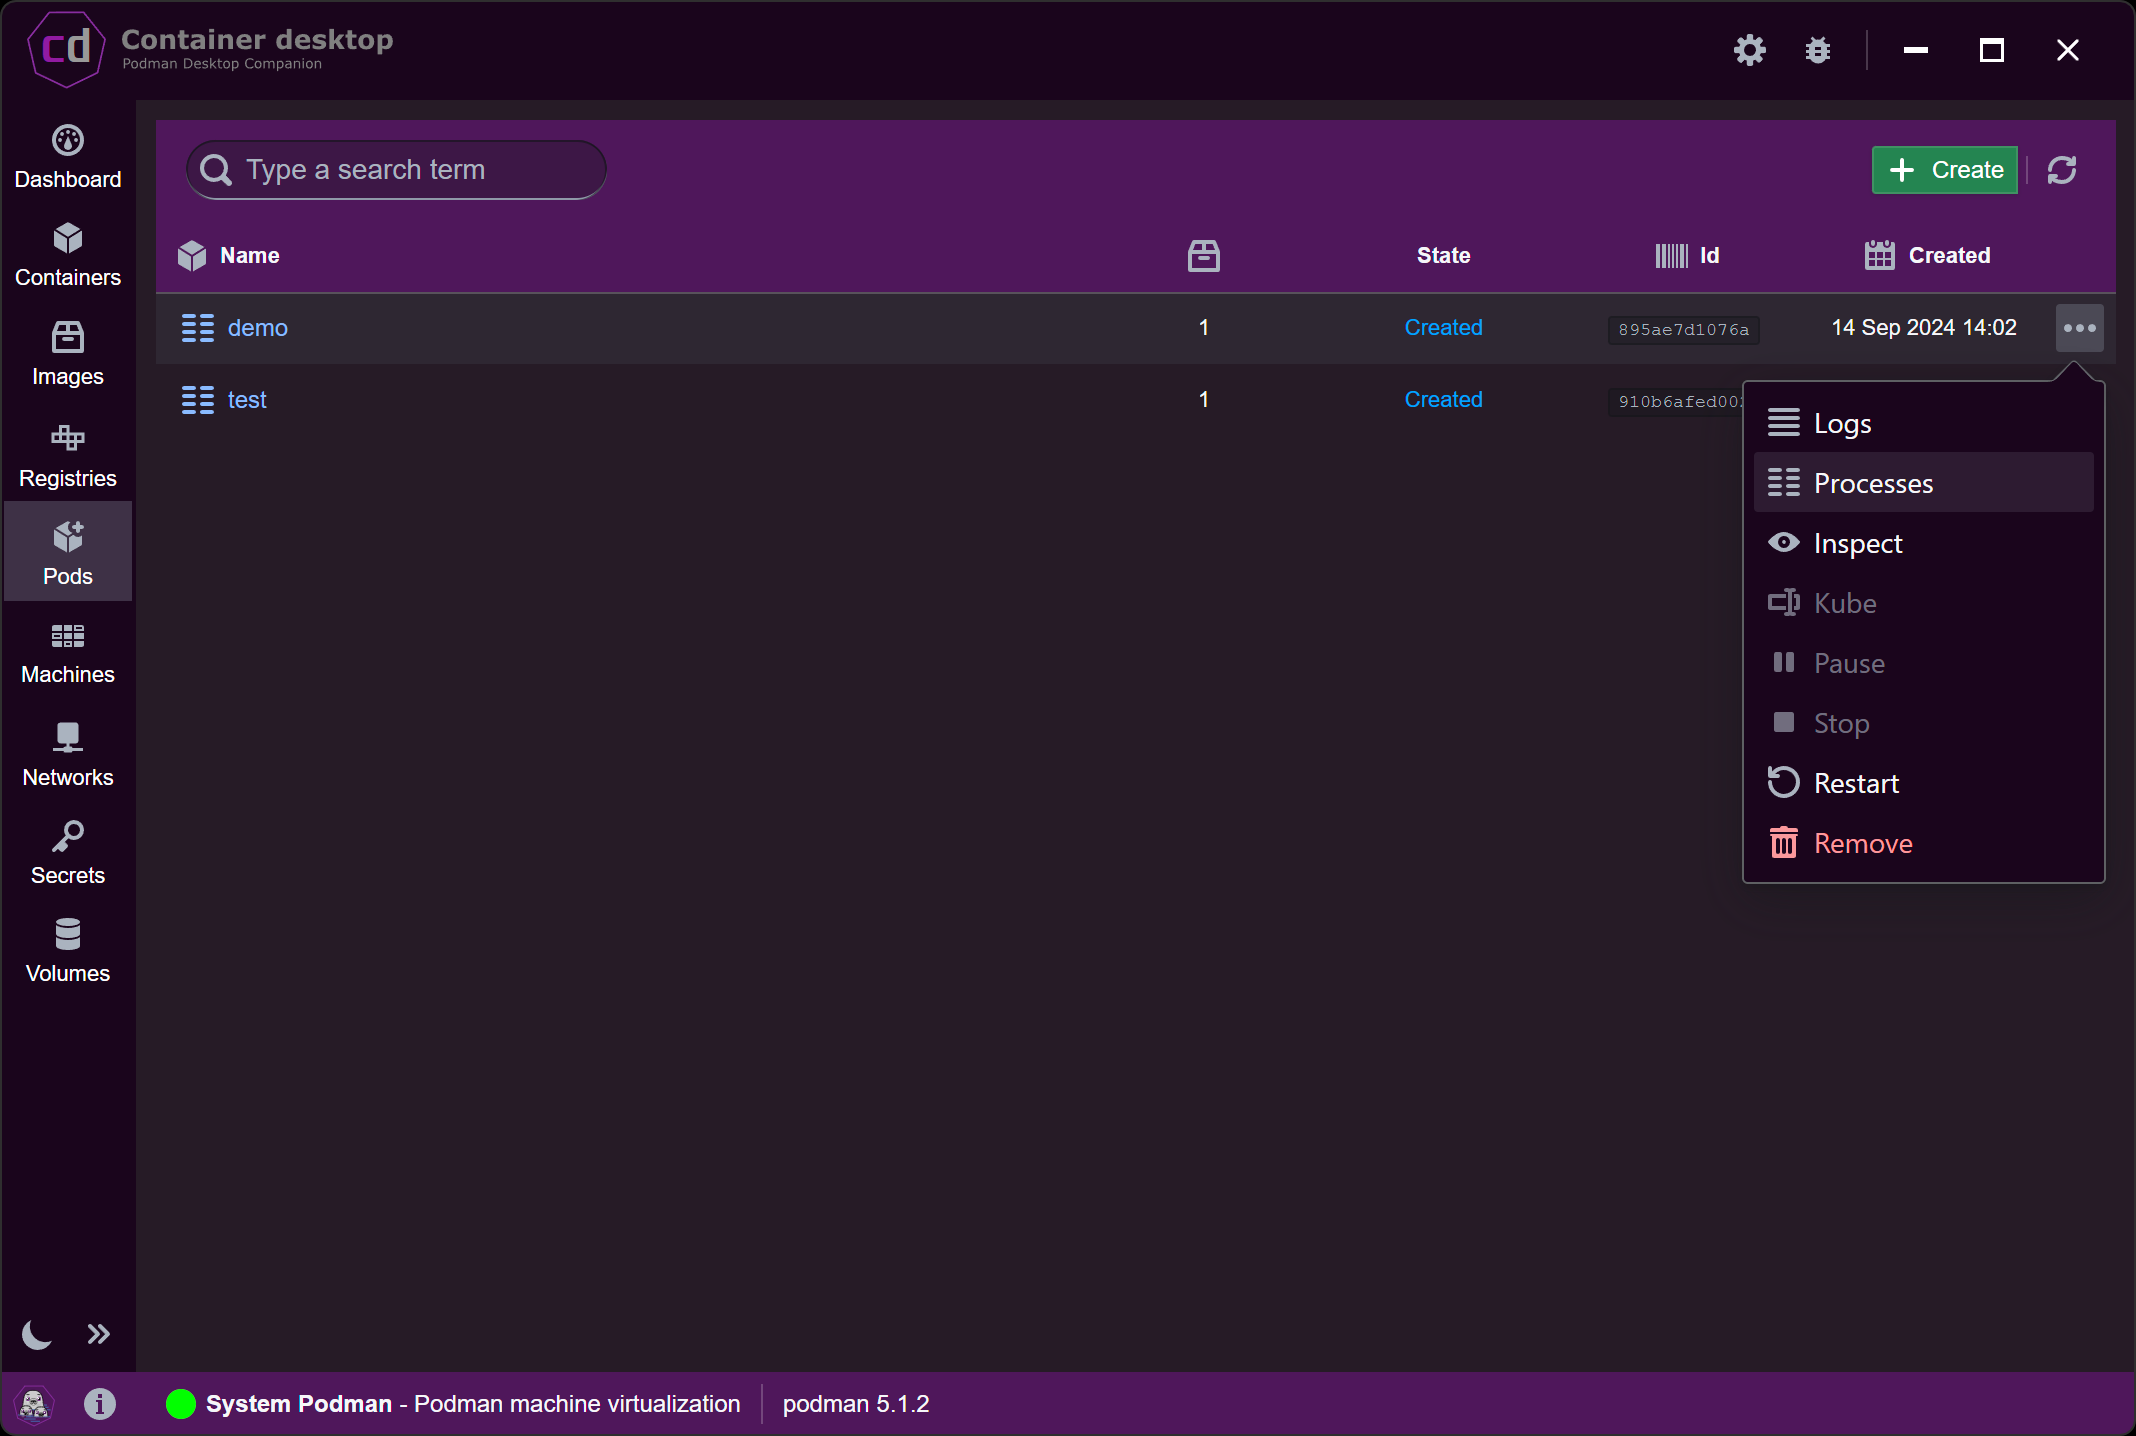 cd
Container desktop
Podman Desktop Companion
Dashboard
Containers
Images
Registries
Pods
Machines
Networks
Secrets
Volumes
Type a search term
Create
Name
State
Id
Created
demo
1
Created
895ae7d1076a
14 Sep 2024 14:02
test
1
Created
910b6afed00
Logs
Processes
Inspect
Kube
Pause
Stop
Restart
Remove
System Podman - Podman machine virtualization
podman 5.1.2